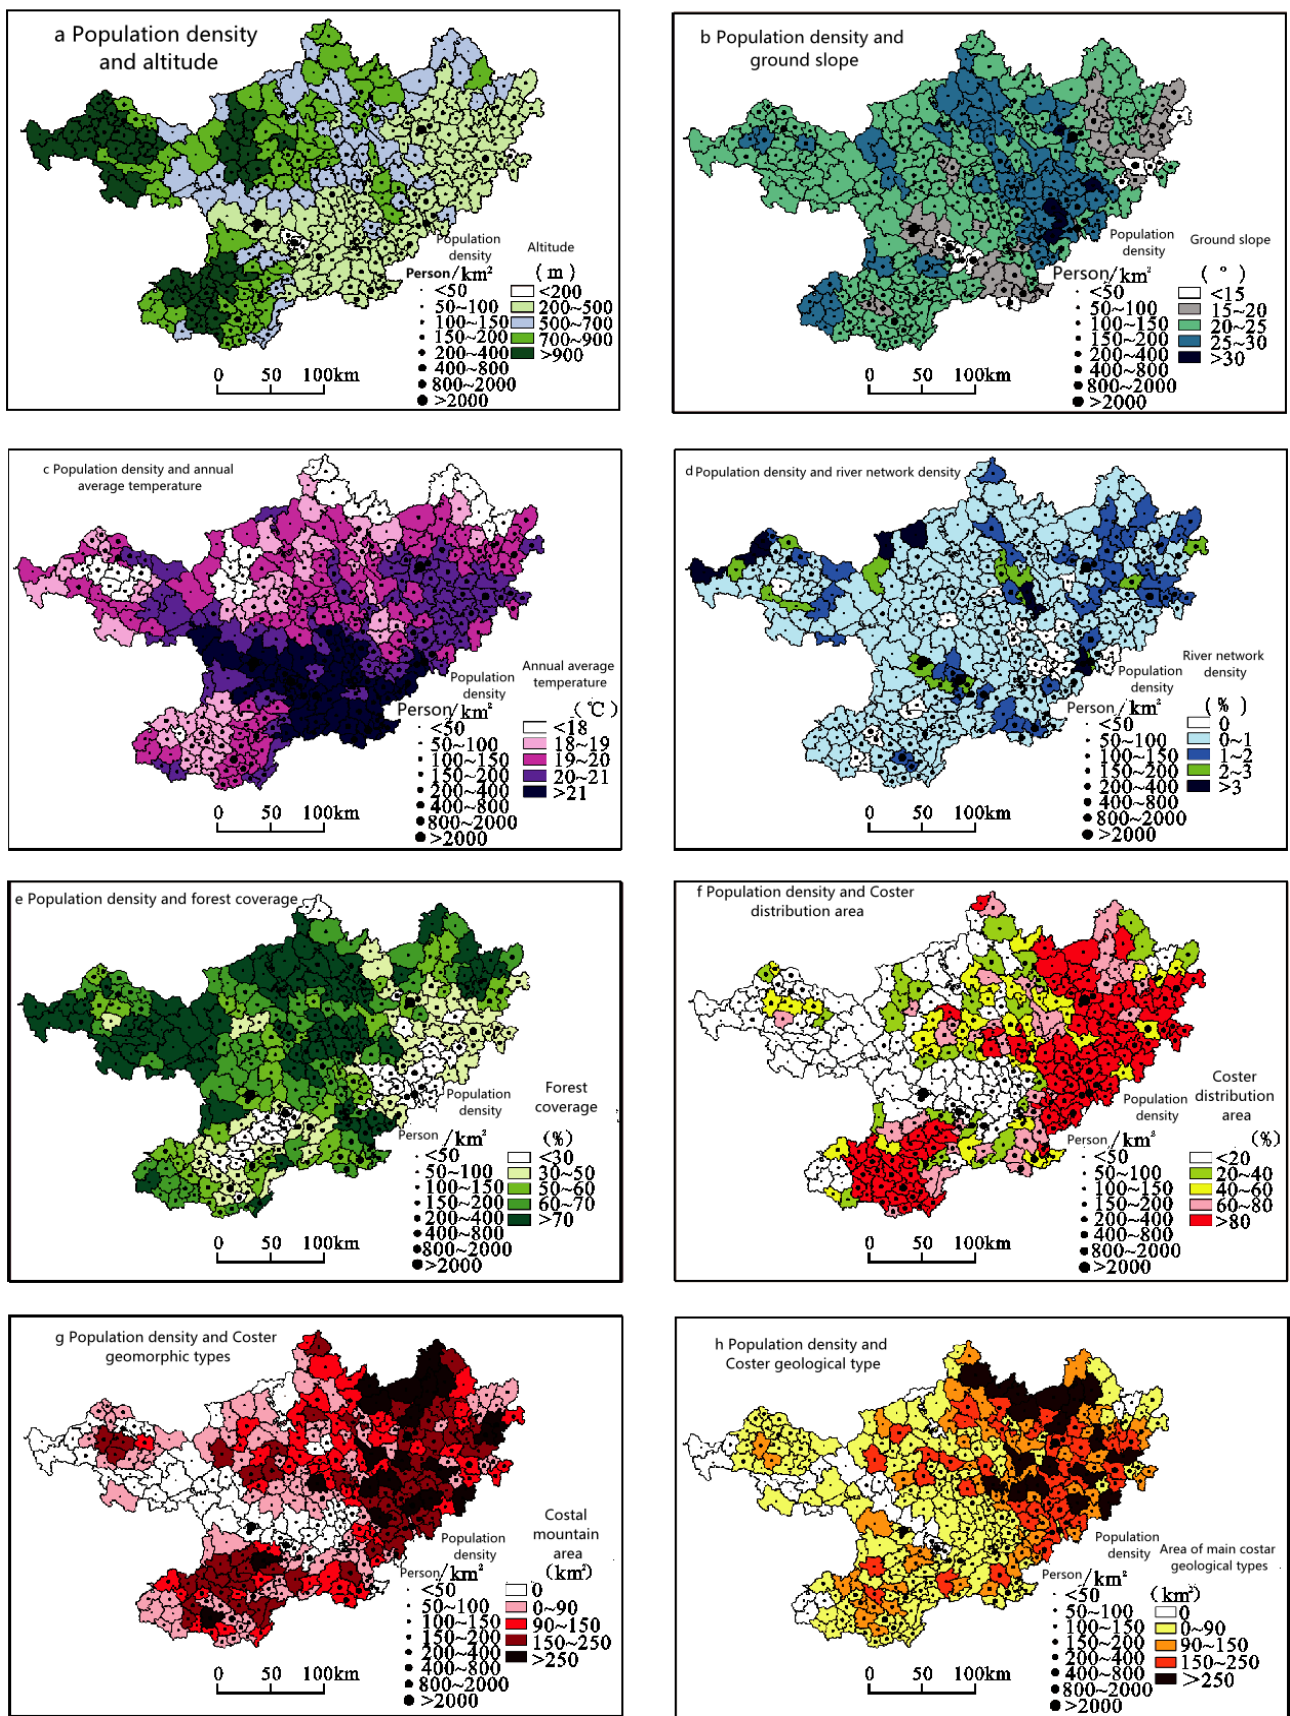 a Population density
and altitude
Population
density
Altitude
Person/km²
(m)
<50
<200
50~100
200~500
100~150
500~700
150~200
700~900
200~400
>900
400~800
800~2000
>2000
0 50 100km
b Population density and
ground slope
Population
density
Ground slope
Person/km²
(°)
<50
<15
50~100
15~20
100~150
20~25
150~200
25~30
200~400
>30
400~800
800~2000
>2000
0 50 100km
c Population density and annual
average temperature
Population
density
Annual average
temperature
Person/km²
(℃)
<50
<18
50~100
18~19
100~150
19~20
150~200
20~21
200~400
>21
400~800
800~2000
>2000
0 50 100km
d Population density and river network density
Population
density
River network
density
Person/km²
(%)
<50
0
50~100
0~1
100~150
1~2
150~200
2~3
200~400
>3
400~800
800~2000
>2000
0 50 100km
e Population density and forest coverage
Population
density
Forest
coverage
Person/km²
(%)
<50
<30
50~100
30~50
100~150
50~60
150~200
60~70
200~400
>70
400~800
800~2000
>2000
0 50 100km
f Population density and Coster
distribution area
Population
density
Coster
distribution
area
Person/km²
(%)
<50
<20
50~100
20~40
100~150
40~60
150~200
60~80
200~400
>80
400~800
800~2000
>2000
0 50 100km
g Population density and Coster
geomorphic types
Population
density
Costal
mountain
area
Person/km²
(km²)
<50
0
50~100
0~90
100~150
90~150
150~200
150~250
200~400
>250
400~800
800~2000
>2000
0 50 100km
h Population density and
Coster geological type
Population
density
Area of main costar
geological types
Person/km²
(km²)
<50
0
50~100
0~90
100~150
90~150
150~200
150~250
200~400
>250
400~800
800~2000
>2000
0 50 100km